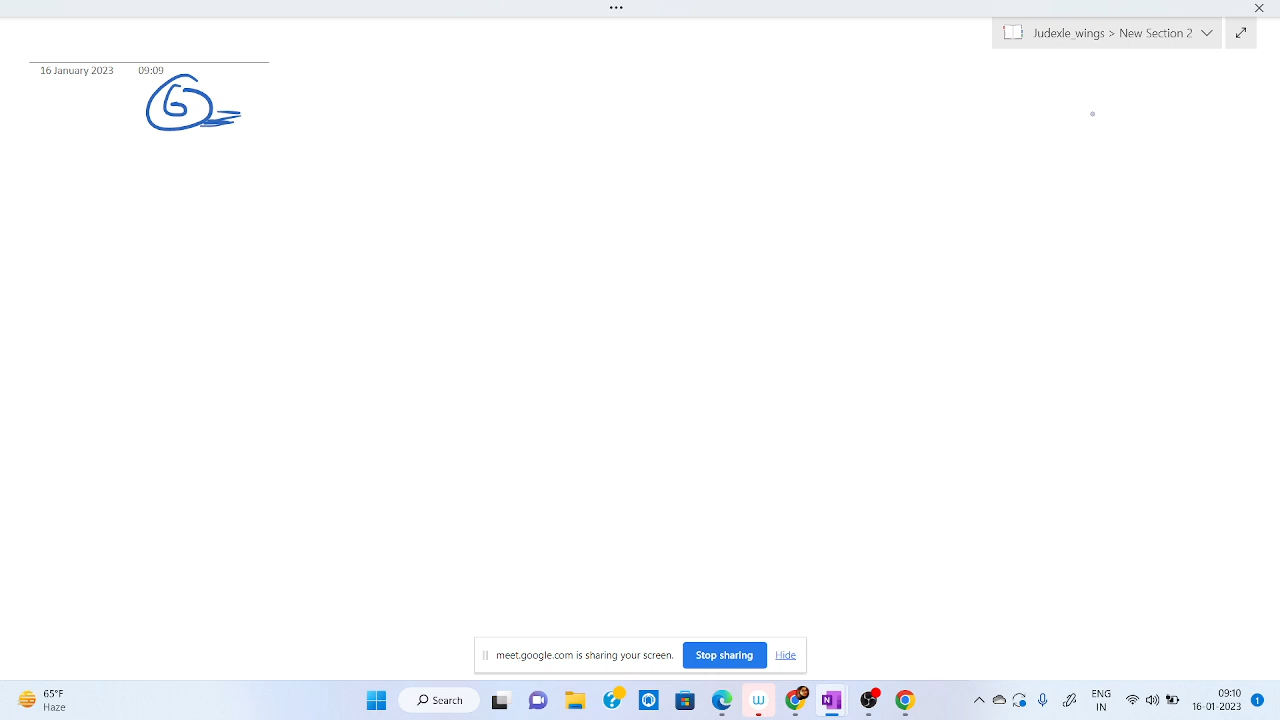 ...
Judexle_wings > New Section 2
16 January 2023 09:09
meet.google.com is sharing your screen. Stop sharing Hide
65°F
Haze
Search
ENG
IN
09:10
16-01-2023
1